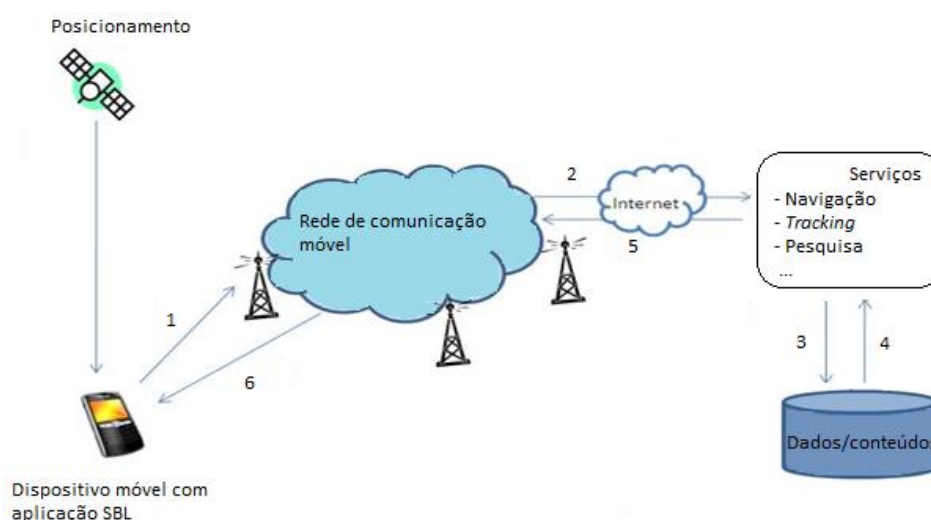 Posicionamento
Rede de comunicação
móvel
2
Internet
5
Serviços
- Navegação
- Tracking
- Pesquisa
...
1
6
3
4
Dados/conteúdos
Dispositivo móvel com
aplicação SBL